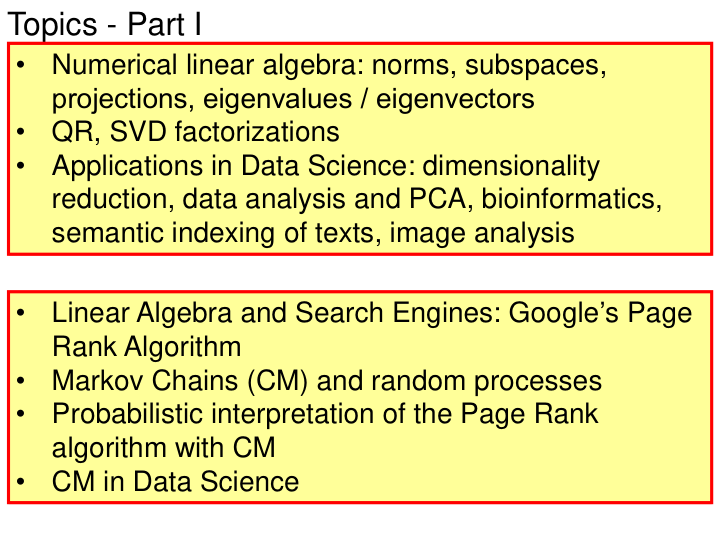 Topics - Part I
• Numerical linear algebra: norms, subspaces,
projections, eigenvalues / eigenvectors
• QR, SVD factorizations
• Applications in Data Science: dimensionality
reduction, data analysis and PCA, bioinformatics,
semantic indexing of texts, image analysis
• Linear Algebra and Search Engines: Google’s Page
Rank Algorithm
• Markov Chains (CM) and random processes
• Probabilistic interpretation of the Page Rank
algorithm with CM
• CM in Data Science